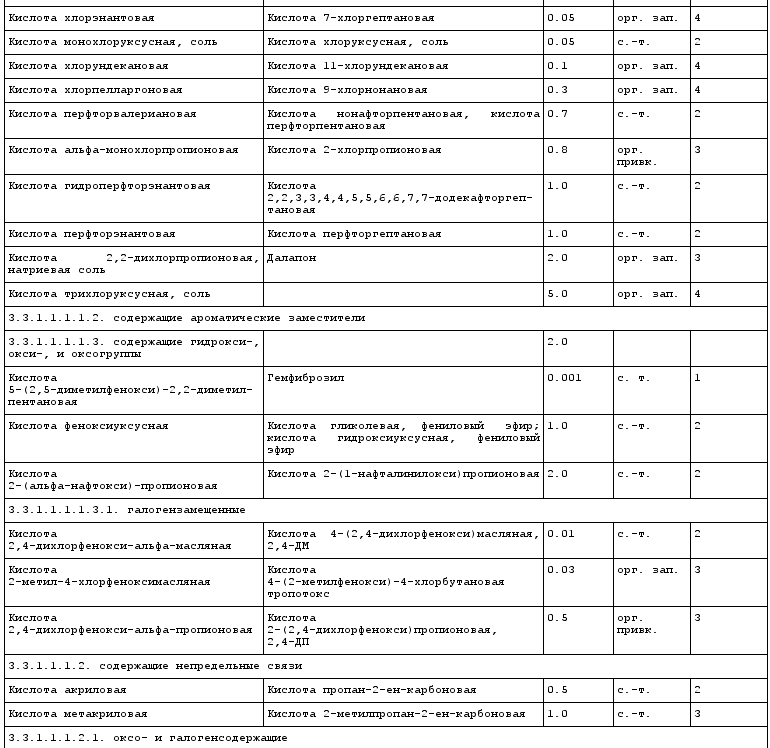 Кислота хлорэнантовая Кислота 7-хлоргептановая 0.05 орг. зап. 4
Кислота монохлоруксусная, соль Кислота хлоруксусная, соль 0.05 с.-т. 2
Кислота хлорундекановая Кислота 11-хлорундекановая 0.1 орг. зап. 4
Кислота хлорпелларгоновая Кислота 9-хлорнонановая 0.3 орг. зап. 4
Кислота перфторвалериановая Кислота нонафторпентановая, кислота 0.7 с.-т. 2
перфторпентановая
Кислота альфа-монохлорпропионовая Кислота 2-хлорпропионовая 0.8 орг. 3
привк.
Кислота гидроперфторэнантовая Кислота 1.0 с.-т. 2
2,2,3,3,4,4,5,5,6,6,7,7-додекафторгеп-
тановая
Кислота перфторэнантовая Кислота перфторгептановая 1.0 с.-т. 2
Кислота 2,2-дихлорпропионовая, Далапон 2.0 орг. зап. 3
натриевая соль
Кислота трихлоруксусная, соль 5.0 орг. зап. 4
3.3.1.1.1.1.2. содержащие ароматические заместители
3.3.1.1.1.1.3. содержащие гидрокси-, 2.0
окси-, и оксогруппы
Кислота Гемфиброзил 0.001 с. т. 1
5-(2,5-диметилфенокси)-2,2-диметил-
пентановая
Кислота феноксиуксусная Кислота гликолевая, фениловый эфир; 1.0 с.-т. 2
кислота гидроксиуксусная, фениловый
эфир
Кислота Кислота 2-(1-нафталинилокси)пропионовая 2.0 с.-т. 2
2-(альфа-нафтокси)-пропионовая
3.3.1.1.1.1.3.1. галогензамещенные
Кислота Кислота 4-(2,4-дихлорфенокси)масляная, 0.01 с.-т. 2
2,4-дихлорфенокси-альфа-масляная 2,4-ДМ
Кислота Кислота 0.03 орг. зап. 3
2-метил-4-хлорфеноксимасляная 4-(2-метилфенокси)-4-хлорбутановая
тропотокс
Кислота Кислота 0.5 орг. 3
2,4-дихлорфенокси-альфа-пропионовая 2-(2,4-дихлорфенокси)пропионовая, привк.
2,4-ДП
3.3.1.1.1.2. содержащие непредельные связи
Кислота акриловая Кислота пропан-2-ен-карбоновая 0.5 с.-т. 2
Кислота метакриловая Кислота 2-метилпропан-2-ен-карбоновая 1.0 с.-т. 3
3.3.1.1.1.2.1. оксо- и галогенсодержащие